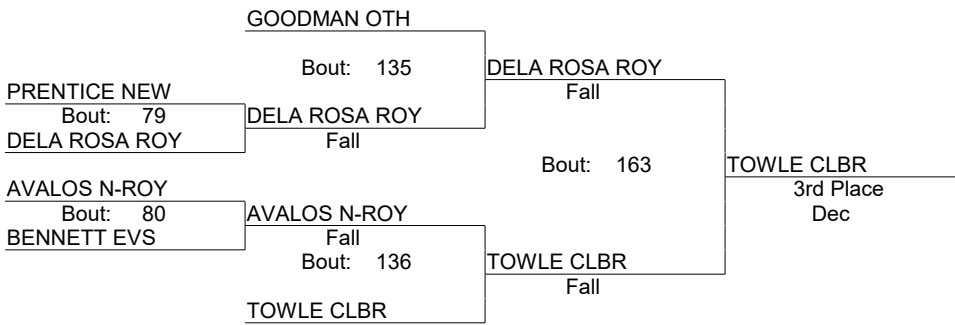 GOODMAN OTH
Bout: 135
DELA ROSA ROY
Fall
PRENTICE NEW
Bout: 79
DELA ROSA ROY
DELA ROSA ROY
Fall
Bout: 163
TOWLE CLBR
3rd Place
Dec
AVALOS N-ROY
Bout: 80
BENNETT EVS
AVALOS N-ROY
Fall
Bout: 136
TOWLE CLBR
Fall
TOWLE CLBR